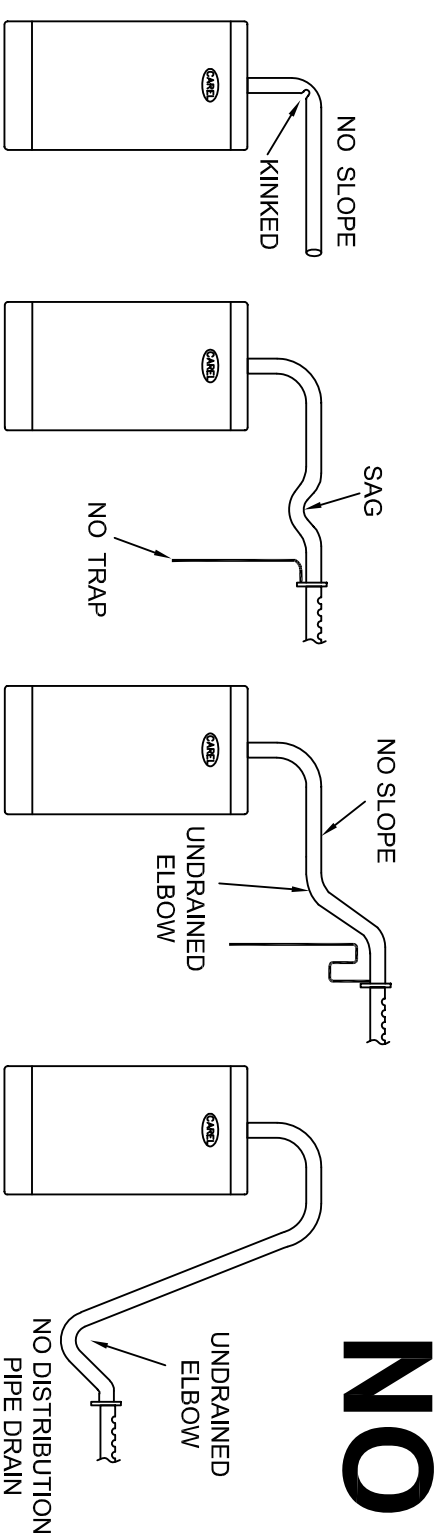 NO
NO SLOPE
KINKED
CAREL
SAG
NO TRAP
CAREL
NO SLOPE
UNDRAINED
ELBOW
CAREL
UNDRAINED
ELBOW
NO DISTRIBUTION
PIPE DRAIN
CAREL